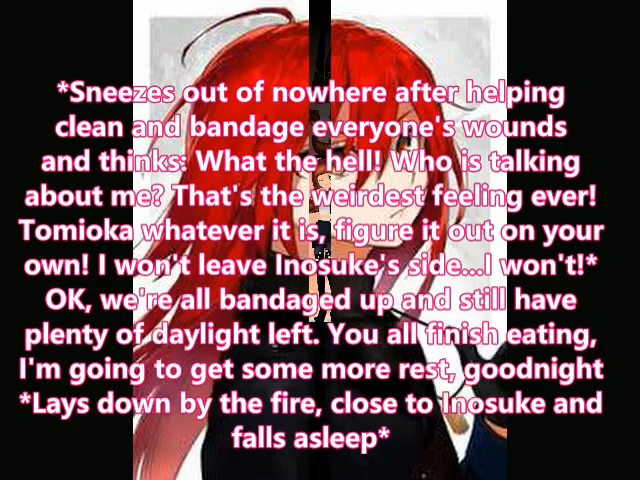 *Sneezes out of nowhere after helping
clean and bandage everyone's wounds
and thinks: What the hell! Who is talking
about me? That's the weirdest feeling ever!
Tomioka whatever it is, figure it out on your
own! I won't leave Inosuke's side...I won't!*
OK, we're all bandaged up and still have
plenty of daylight left. You all finish eating,
I'm going to get some more rest, goodnight
*Lays down by the fire, close to Inosuke and
falls asleep*